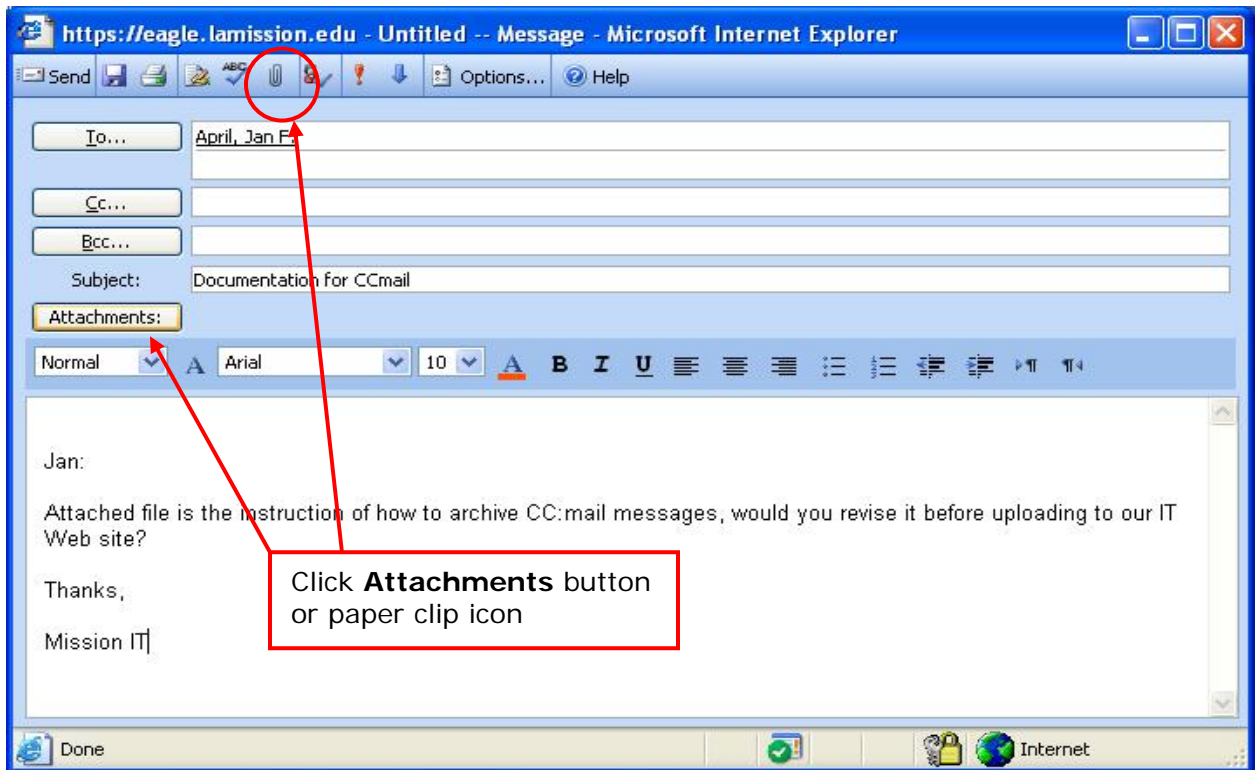 https://eagle.lamission.edu - Untitled -- Message - Microsoft Internet Explorer
Send ABC Options... Help
To... April, Jan F.
Cc...
Bcc...
Subject: Documentation for CCmail
Attachments:
Normal A Arial 10 A B I U
Jan:
Attached file is the instruction of how to archive CC:mail messages, would you revise it before uploading to our IT
Web site?
Thanks,
Mission IT
Click Attachments button
or paper clip icon
Done Internet